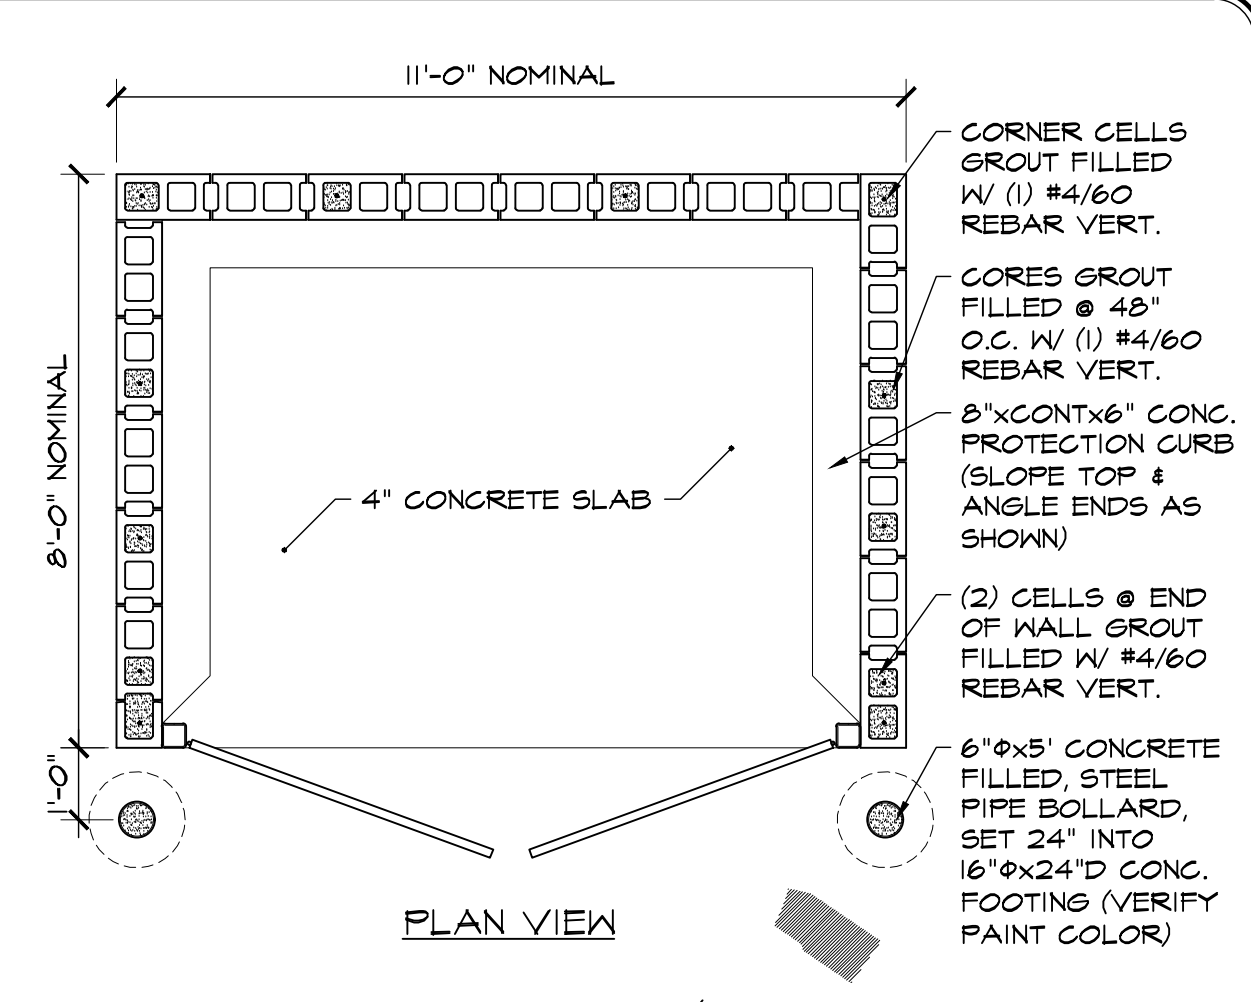 11'-0" NOMINAL
CORNER CELLS
GROUT FILLED
W/ (1) #4/60
REBAR VERT.
CORES GROUT
FILLED @ 48"
O.C. W/ (1) #4/60
REBAR VERT.
8"xCONTx6" CONC.
PROTECTION CURB
(SLOPE TOP &
ANGLE ENDS AS
SHOWN)
8'-0" NOMINAL
4" CONCRETE SLAB
(2) CELLS @ END
OF WALL GROUT
FILLED W/ #4/60
REBAR VERT.
1'-0"
6"Φx5' CONCRETE
FILLED, STEEL
PIPE BOLLARD,
SET 24" INTO
16"Φx24"D CONC.
FOOTING (VERIFY
PAINT COLOR)
PLAN VIEW